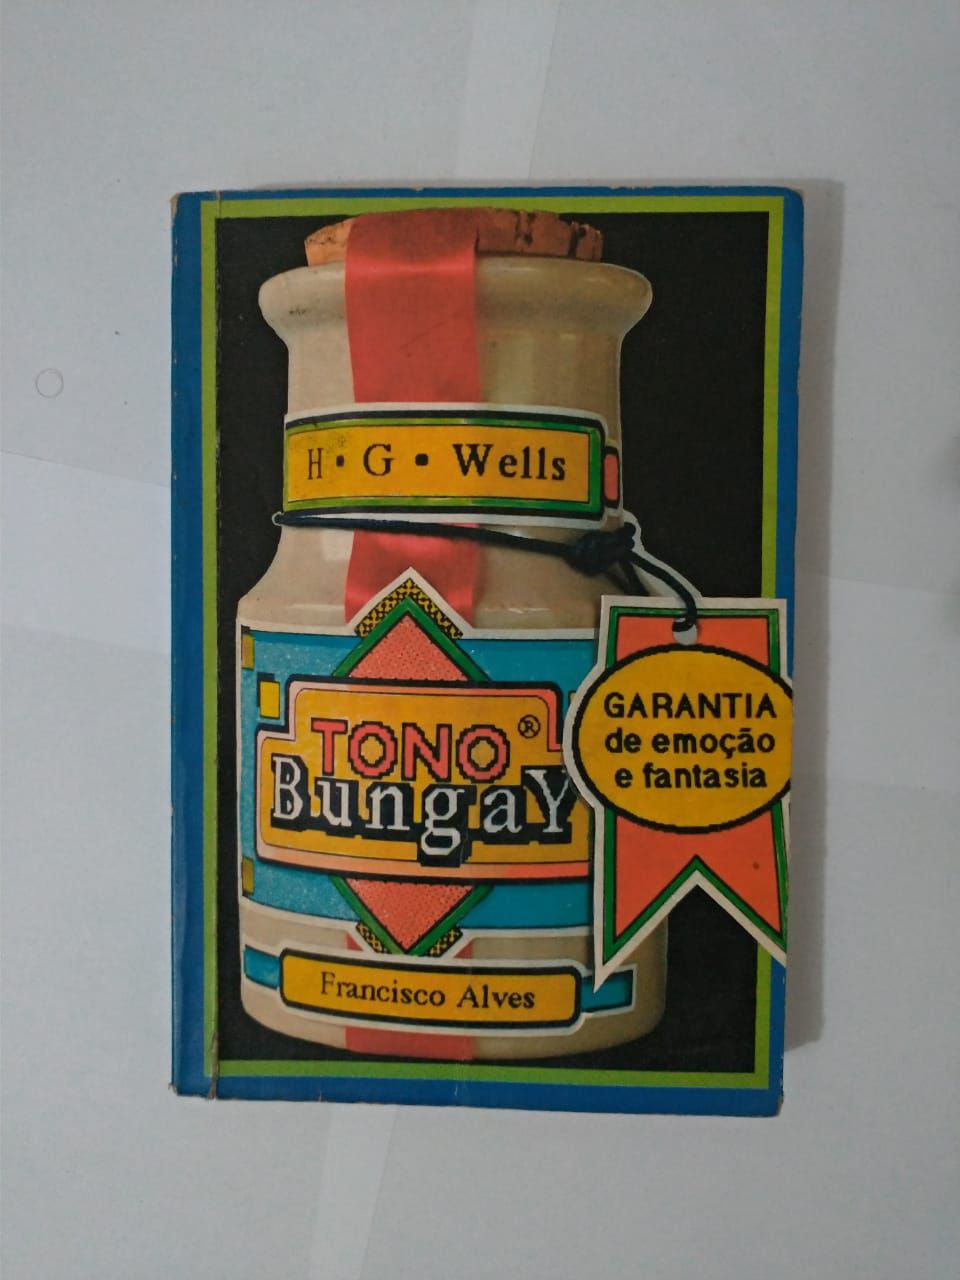 H • G • Wells
TONO®
BungaY
GARANTIA
de emoção
e fantasia
Francisco Alves